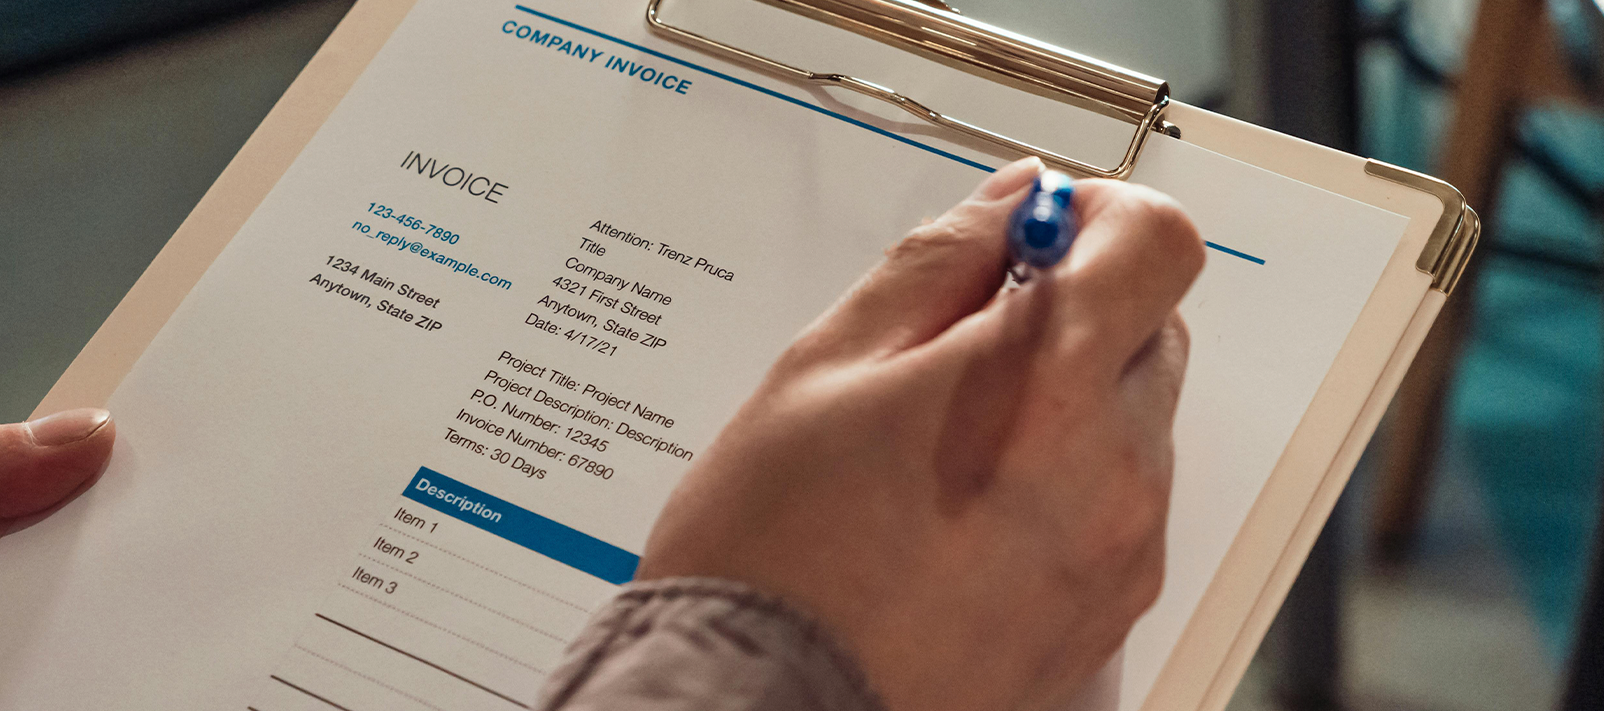 COMPANY INVOICE
INVOICE
123-456-7890
no_reply@example.com
1234 Main Street
Anytown, State ZIP
Attention: Trenz Pruca
Title
Company Name
4321 First Street
Anytown, State ZIP
Date: 4/17/21
Project Title: Project Name
Project Description: Description
P.O. Number: 12345
Invoice Number: 67890
Terms: 30 Days
Description
Item 1
Item 2
Item 3